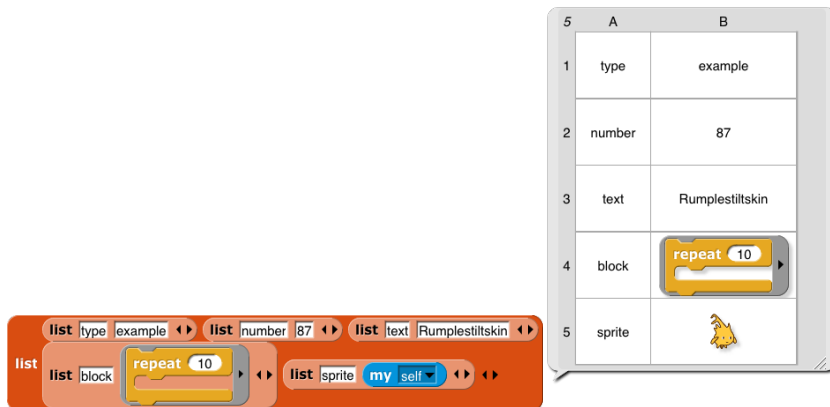 5 A B
1 type example
2 number 87
3 text Rumplestiltskin
4 block repeat 10
5 sprite
list type example list number 87 list text Rumplestiltskin
list
list block repeat 10 list sprite my self